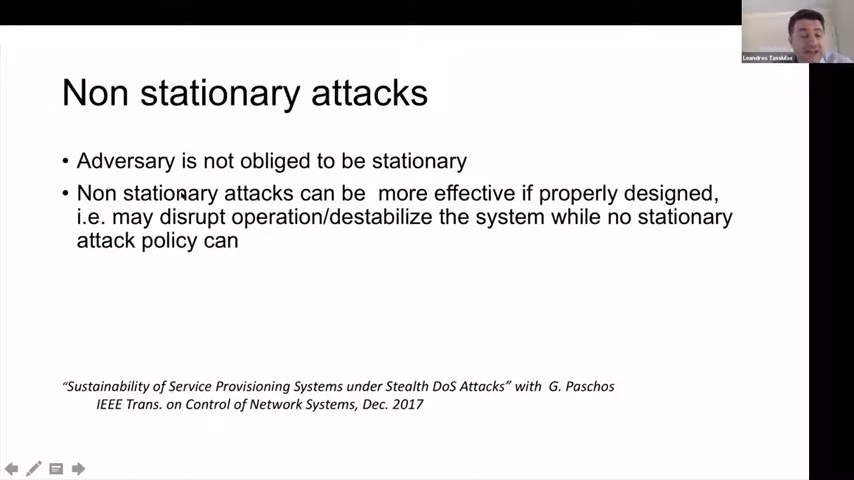 Leandros Tassiulas
Non stationary attacks
• Adversary is not obliged to be stationary
• Non stationary attacks can be  more effective if properly designed,
i.e. may disrupt operation/destabilize the system while no stationary
attack policy can
“Sustainability of Service Provisioning Systems under Stealth DoS Attacks” with  G. Paschos
IEEE Trans. on Control of Network Systems, Dec. 2017